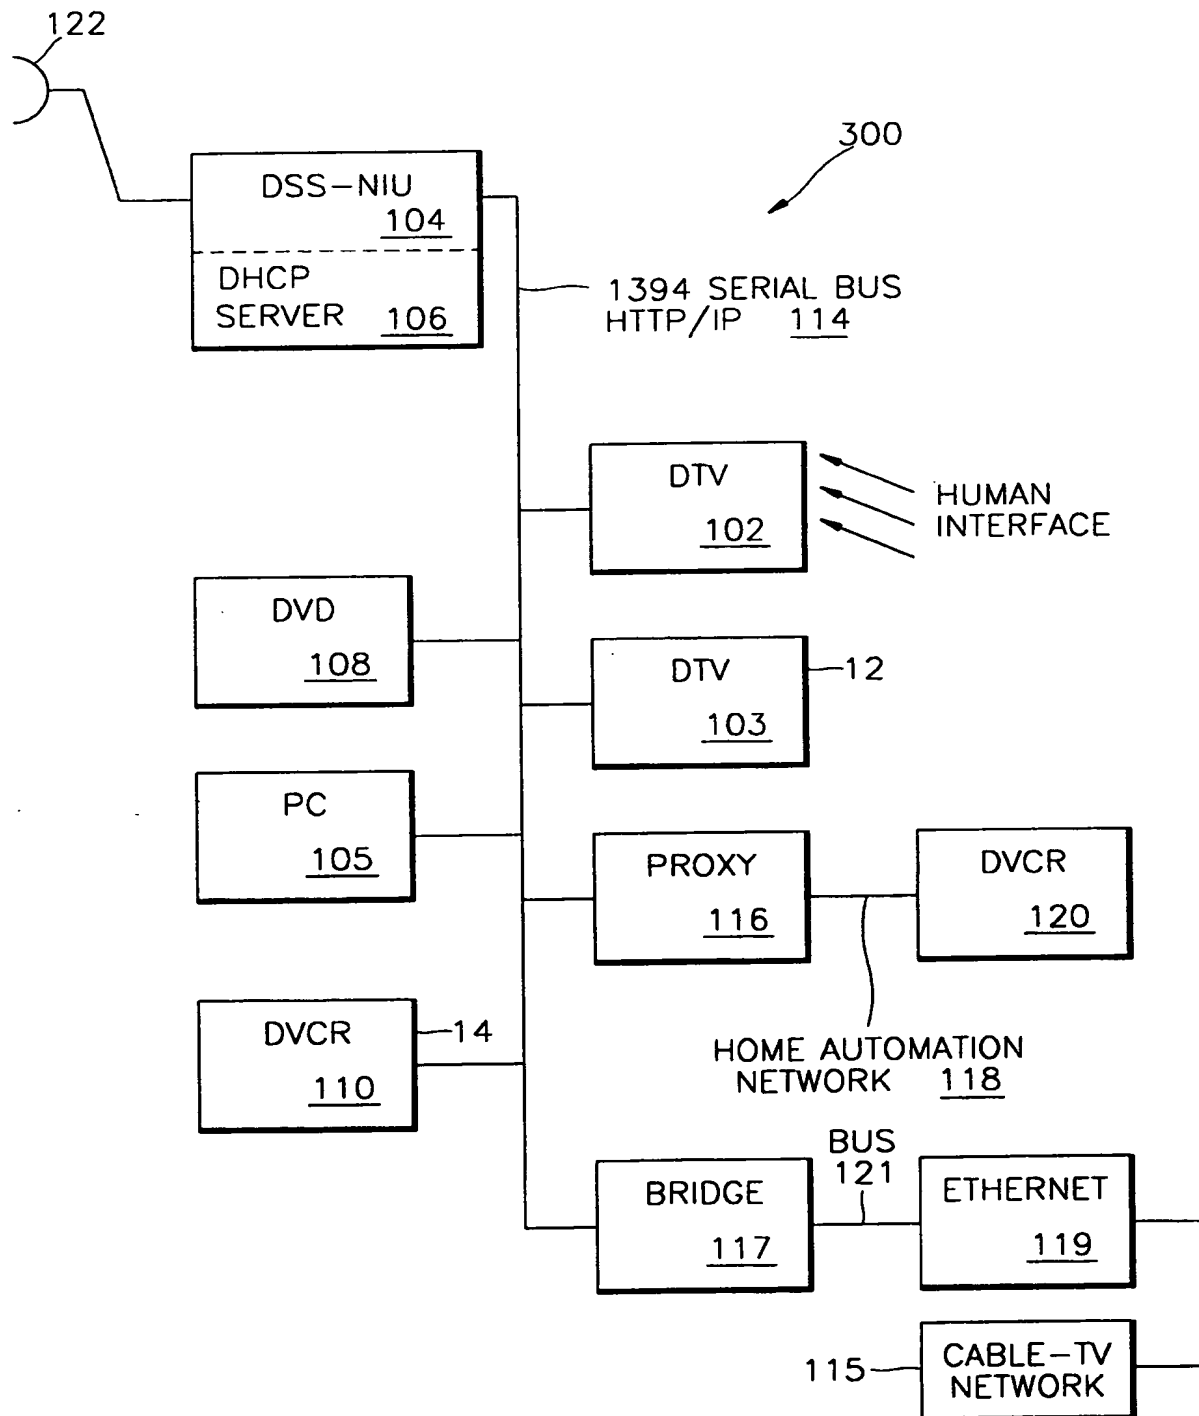 122
300
DSS-NIU
104
DHCP
SERVER 106
1394 SERIAL BUS
HTTP/IP 114
DTV
102
HUMAN
INTERFACE
DVD
108
DTV
103
12
PC
105
PROXY
116
DVCR
120
DVCR
110
14
HOME AUTOMATION
NETWORK 118
BUS
121
BRIDGE
117
ETHERNET
119
115
CABLE-TV
NETWORK